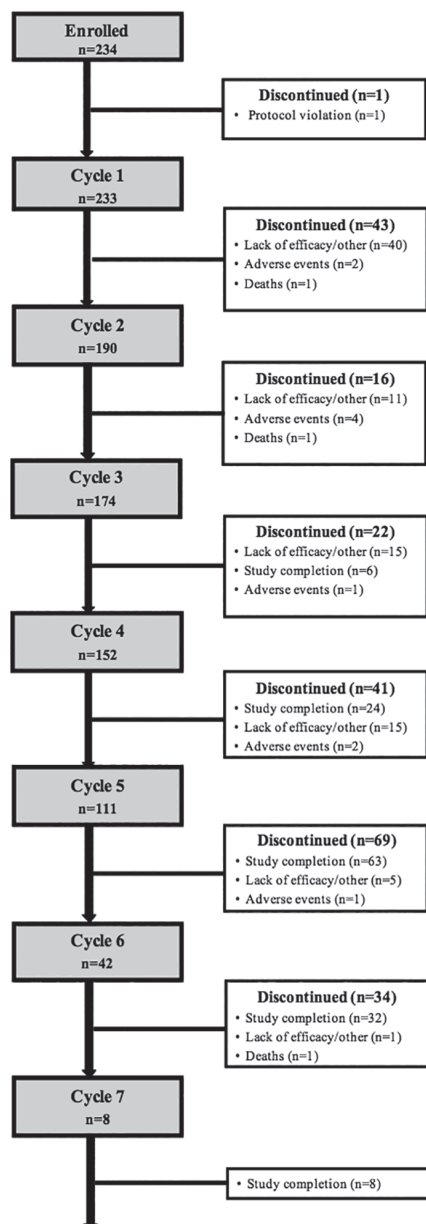 Enrolled
n=234
Discontinued (n=1)
• Protocol violation (n=1)
Cycle 1
n=233
Discontinued (n=43)
• Lack of efficacy/other (n=40)
• Adverse events (n=2)
• Deaths (n=1)
Cycle 2
n=190
Discontinued (n=16)
• Lack of efficacy/other (n=11)
• Adverse events (n=4)
• Deaths (n=1)
Cycle 3
n=174
Discontinued (n=22)
• Lack of efficacy/other (n=15)
• Study completion (n=6)
• Adverse events (n=1)
Cycle 4
n=152
Discontinued (n=41)
• Study completion (n=24)
• Lack of efficacy/other (n=15)
• Adverse events (n=2)
Cycle 5
n=111
Discontinued (n=69)
• Study completion (n=63)
• Lack of efficacy/other (n=5)
• Adverse events (n=1)
Cycle 6
n=42
Discontinued (n=34)
• Study completion (n=32)
• Lack of efficacy/other (n=1)
• Deaths (n=1)
Cycle 7
n=8
• Study completion (n=8)